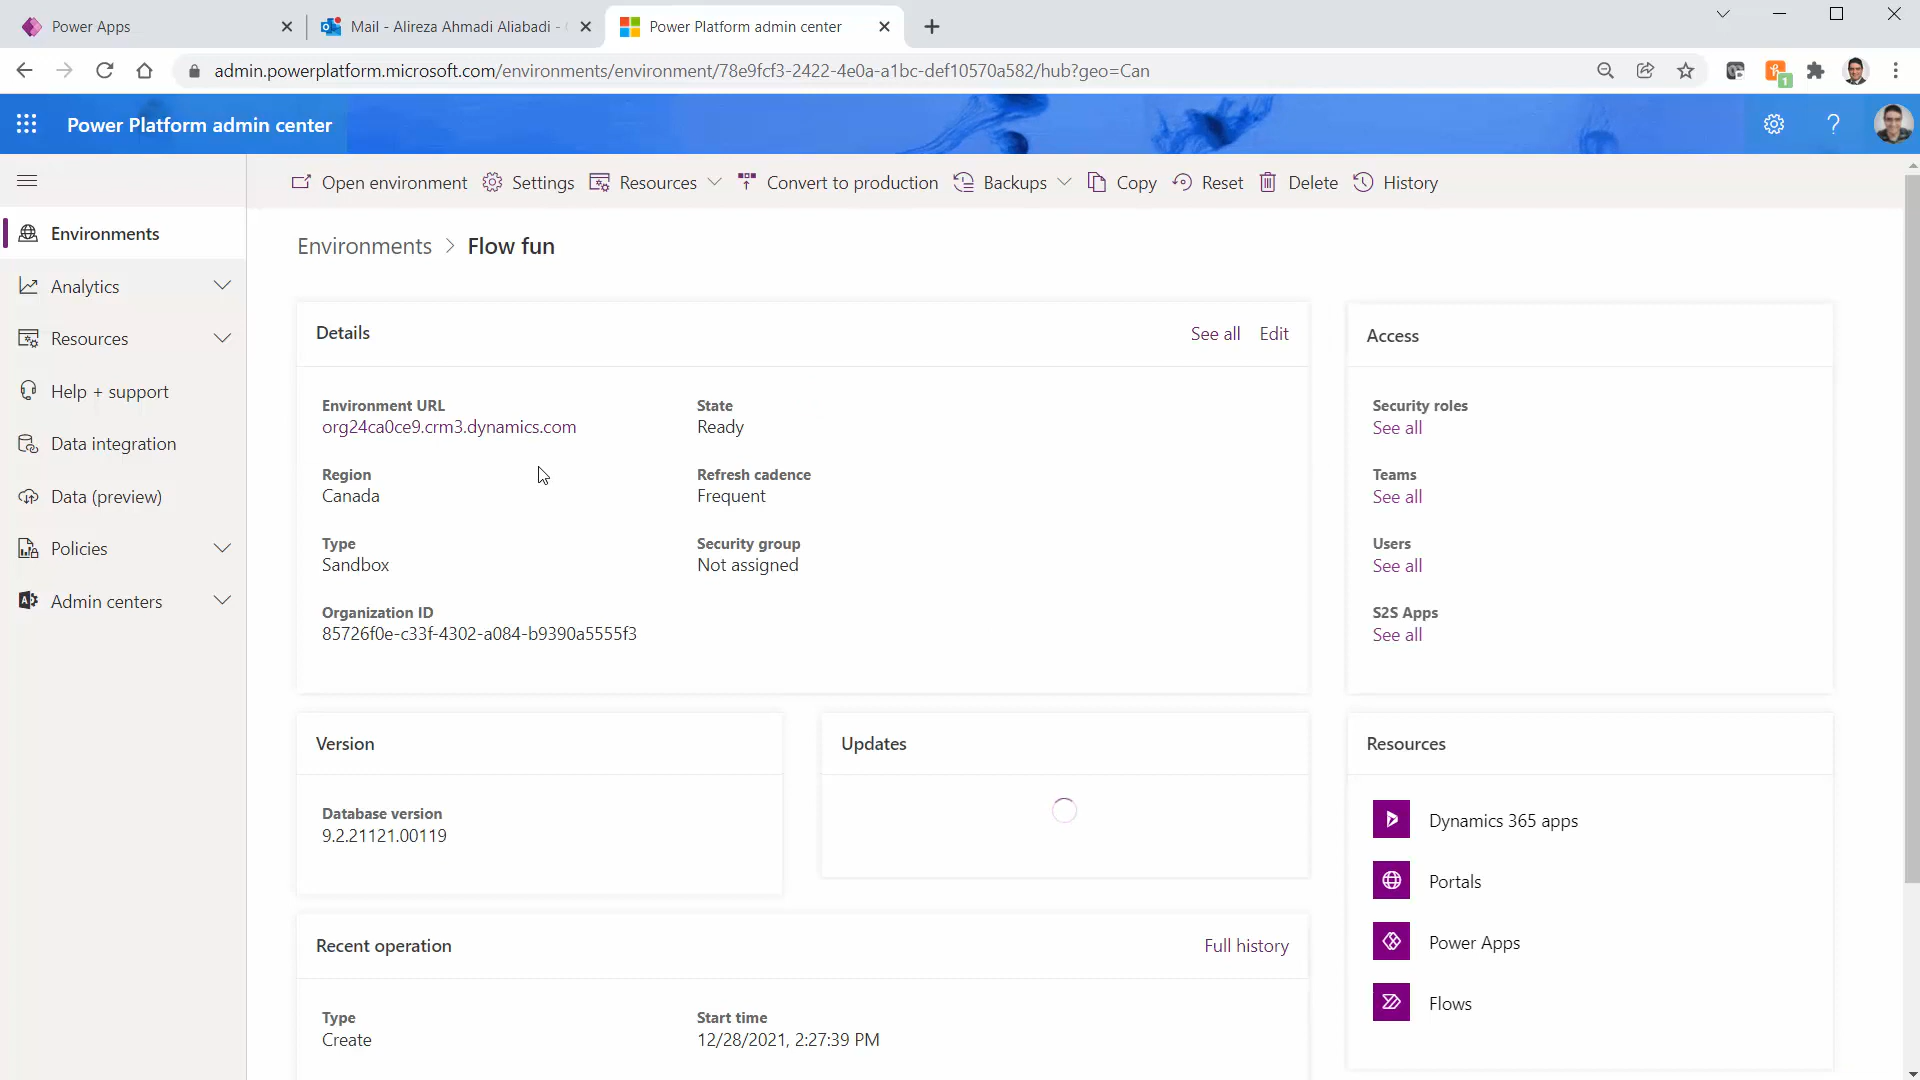 Power Apps
Mail - Alireza Ahmadi Aliabadi -
Power Platform admin center
admin.powerplatform.microsoft.com/environments/environment/78e9fcf3-2422-4e0a-a1bc-def10570a582/hub?geo=Can
1
Power Platform admin center
Open environment
Settings
Resources
Convert to production
Backups
Copy
Reset
Delete
History
Environments
Analytics
Resources
Help + support
Data integration
Data (preview)
Policies
Admin centers
Environments > Flow fun
Details
See all
Edit
Environment URL
org24ca0ce9.crm3.dynamics.com
State
Ready
Region
Canada
Refresh cadence
Frequent
Type
Sandbox
Security group
Not assigned
Organization ID
85726f0e-c33f-4302-a084-b9390a5555f3
Access
Security roles
See all
Teams
See all
Users
See all
S2S Apps
See all
Version
Database version
9.2.21121.00119
Updates
Resources
Dynamics 365 apps
Portals
Power Apps
Flows
Recent operation
Full history
Type
Create
Start time
12/28/2021, 2:27:39 PM